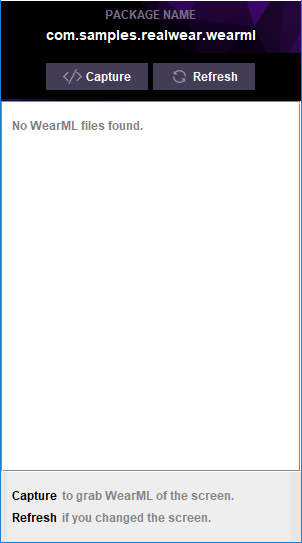 PACKAGE NAME
com.samples.realwear.wearml
</> Capture
Refresh
No WearML files found.
Capture to grab WearML of the screen.
Refresh if you changed the screen.